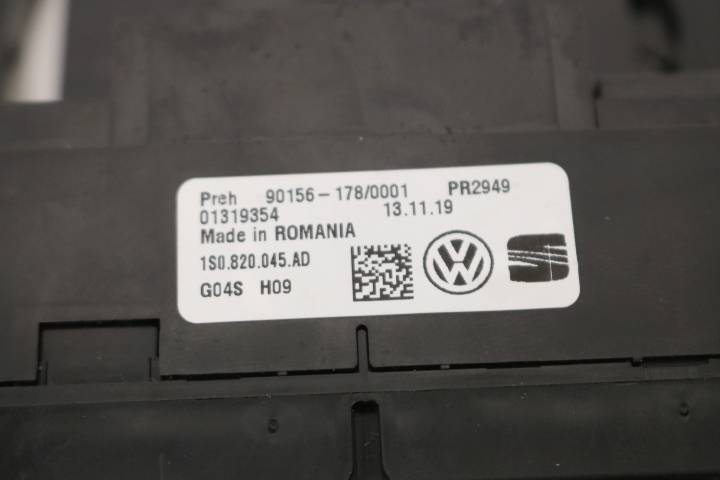 Preh 90156-178/0001 PR2949
01319354 13.11.19
Made in ROMANIA
1S0.820.045.AD
G04S H09